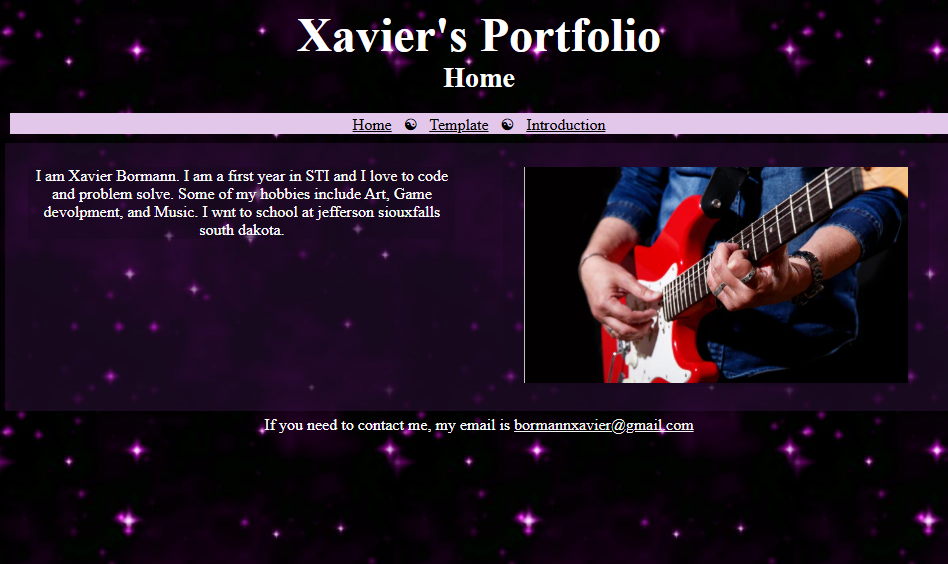 Xavier's Portfolio
Home
Home ☯ Template ☯ Introduction
I am Xavier Bormann. I am a first year in STI and I love to code
and problem solve. Some of my hobbies include Art, Game
devolpment, and Music. I wnt to school at jefferson siouxfalls
south dakota.
If you need to contact me, my email is bormannxavier@gmail.com